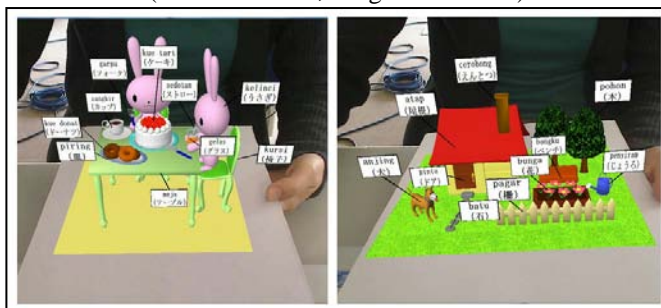 garpu
(フォーク)
kue tart
(ケーキ)
sedotan
(ストロー)
kelinci
(うさぎ)
cangkir
(カップ)
kue donat
(ドーナツ)
piring
(皿)
gelas
(グラス)
kursi
(椅子)
meja
(テーブル)
cerobong
(えんとつ)
pohon
(木)
atap
(屋根)
bangku
(ベンチ)
penyiram
(じょうろ)
bunga
(花)
anjing
(犬)
pintu
(ドア)
pagar
(柵)
batu
(石)